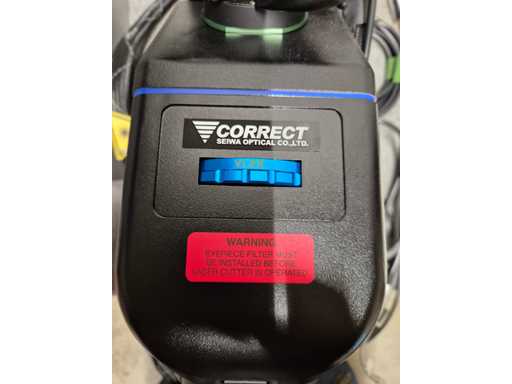 CORRECT
SEIWA OPTICAL CO.,LTD.
WARNING
EYEPIECE FILTER MUST
BE INSTALLED BEFORE
LASER CUTTER IS OPERATED